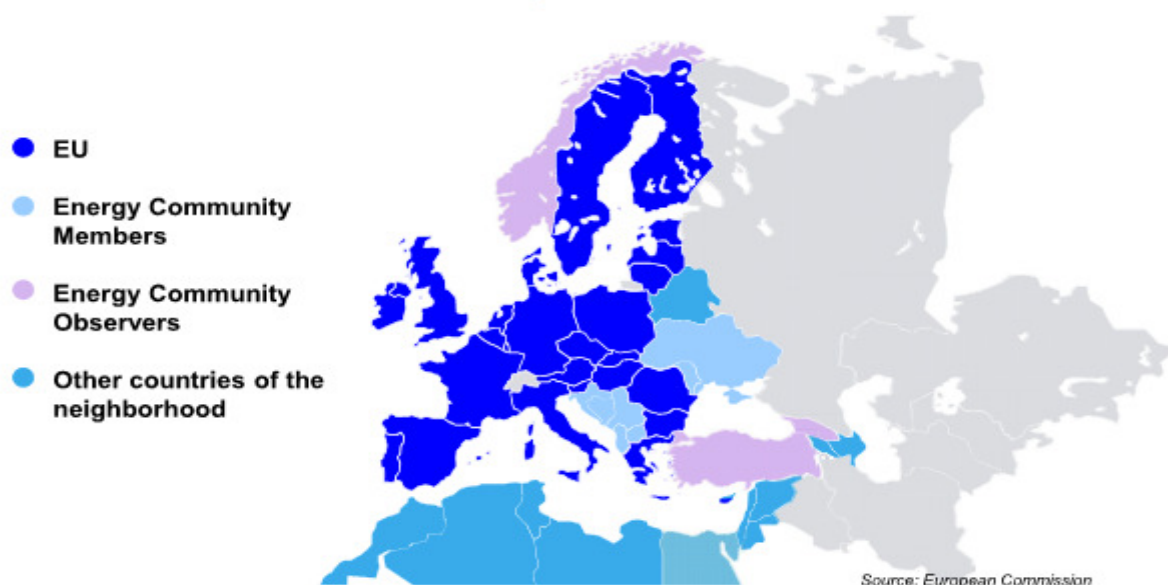 EU
Energy Community
Members
Energy Community
Observers
Other countries of the
neighborhood
Source: European Commission